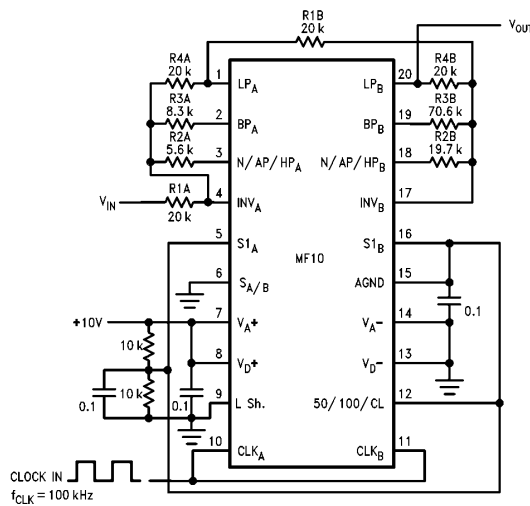 R1B
20 k
V_OUT
R4A
20 k
1
LP_A
20
LP_B
R4B
20 k
R3A
8.3 k
2
BP_A
19
BP_B
R3B
70.6 k
R2A
5.6 k
3
N/AP/HP_A
18
N/AP/HP_B
R2B
19.7 k
V_IN
R1A
20 k
4
INV_A
17
INV_B
5
S1_A
16
S1_B
MF10
6
S_A/B
15
AGND
0.1
+10V
7
V_A+
14
V_A-
10 k
8
V_D+
13
V_D-
0.1
10 k
0.1
9
L Sh.
12
50/100/CL
10
CLK_A
11
CLK_B
CLOCK IN
f_CLK = 100 kHz